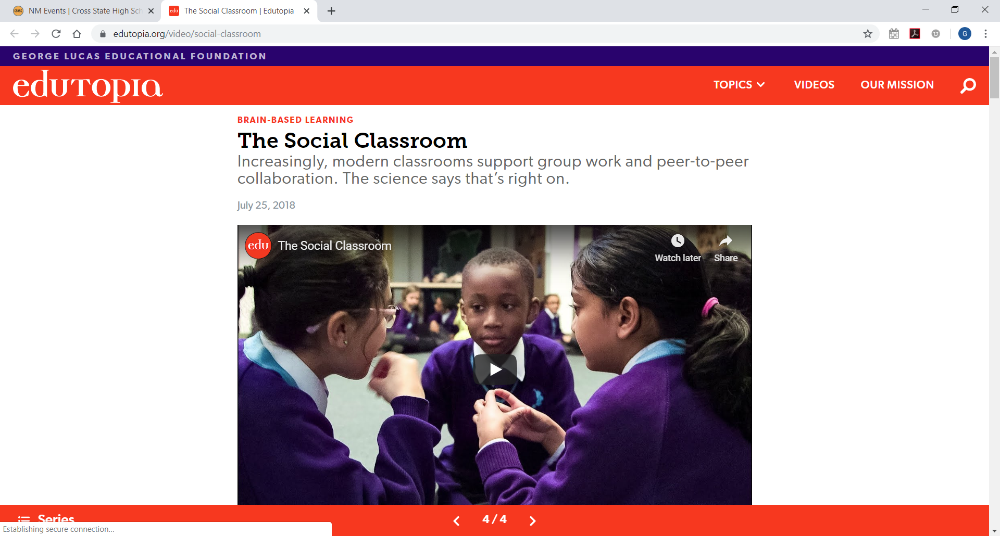 NM Events | Cross State High Sch
The Social Classroom | Edutopia
edutopia.org/video/social-classroom
G
GEORGE LUCAS EDUCATIONAL FOUNDATION
edutopia
TOPICS
VIDEOS
OUR MISSION
BRAIN-BASED LEARNING
The Social Classroom
Increasingly, modern classrooms support group work and peer-to-peer
collaboration. The science says that’s right on.
July 25, 2018
edu
The Social Classroom
Watch later
Share
Series
4 / 4
Establishing secure connection...